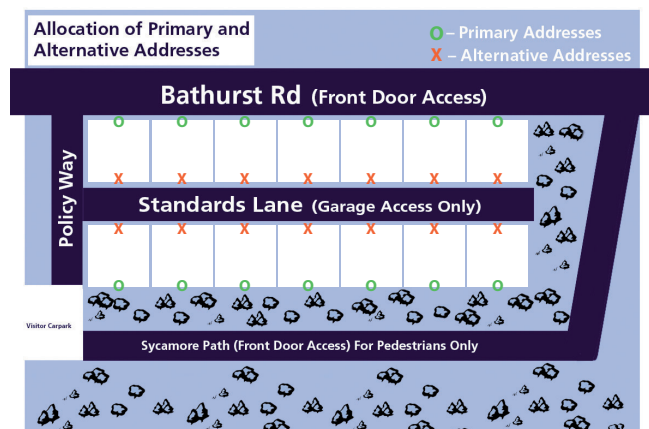 Allocation of Primary and
Alternative Addresses
O – Primary Addresses
X – Alternative Addresses
Bathurst Rd (Front Door Access)
O O O O O O O
X X X X X X X
Policy Way
Standards Lane (Garage Access Only)
X X X X X X X
O O O O O O O
Visitor Carpark
Sycamore Path (Front Door Access) For Pedestrians Only